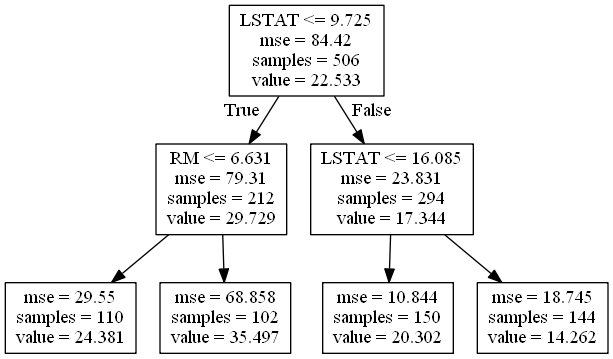 LSTAT <= 9.725
mse = 84.42
samples = 506
value = 22.533
True
False
RM <= 6.631
mse = 79.31
samples = 212
value = 29.729
LSTAT <= 16.085
mse = 23.831
samples = 294
value = 17.344
mse = 29.55
samples = 110
value = 24.381
mse = 68.858
samples = 102
value = 35.497
mse = 10.844
samples = 150
value = 20.302
mse = 18.745
samples = 144
value = 14.262